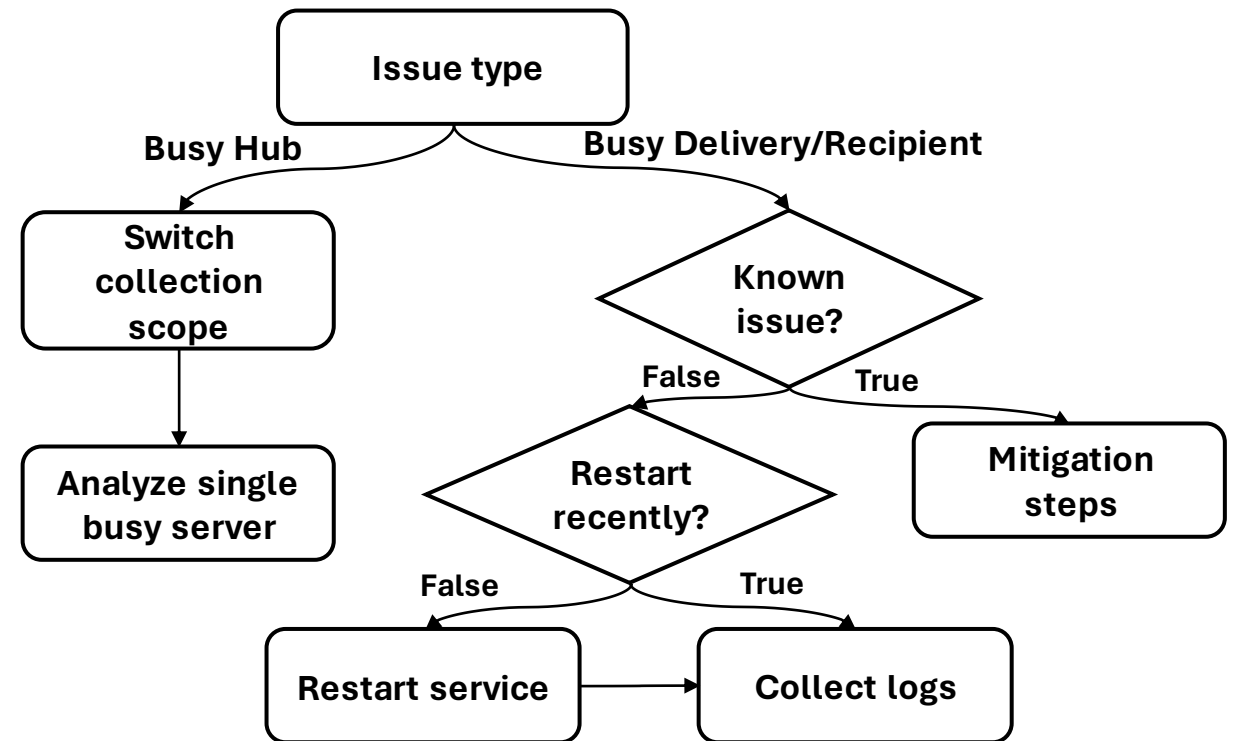 Issue type
Busy Hub
Busy Delivery/Recipient
Switch
collection
scope
Known
issue?
False
True
Analyze single
busy server
Restart
recently?
Mitigation
steps
False
True
Restart service
Collect logs